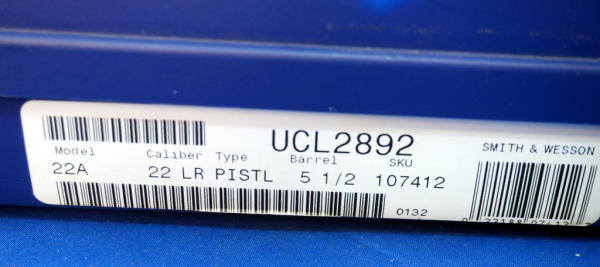 UCL2892 SMITH & WESSON
Model Caliber Type Barrel SKU
22A 22 LR PISTL 5 1/2 107412
0132